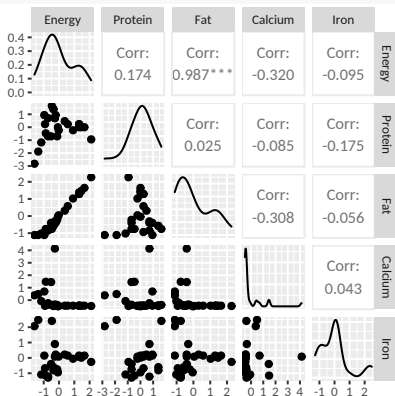 Energy Protein Fat Calcium Iron
0.4
0.3
0.2
0.1
0.0
Corr:
0.174
Corr:
0.987***
Corr:
-0.320
Corr:
-0.095
Energy
1
0
-1
-2
-3
Corr:
0.025
Corr:
-0.085
Corr:
-0.175
Protein
2
1
0
-1
Corr:
-0.308
Corr:
-0.056
Fat
4
3
2
1
0
Corr:
0.043
Calcium
2
1
0
-1
Iron
-1 0 1 2 -3 -2 -1 0 1 -1 0 1 2 0 1 2 3 4 -1 0 1 2